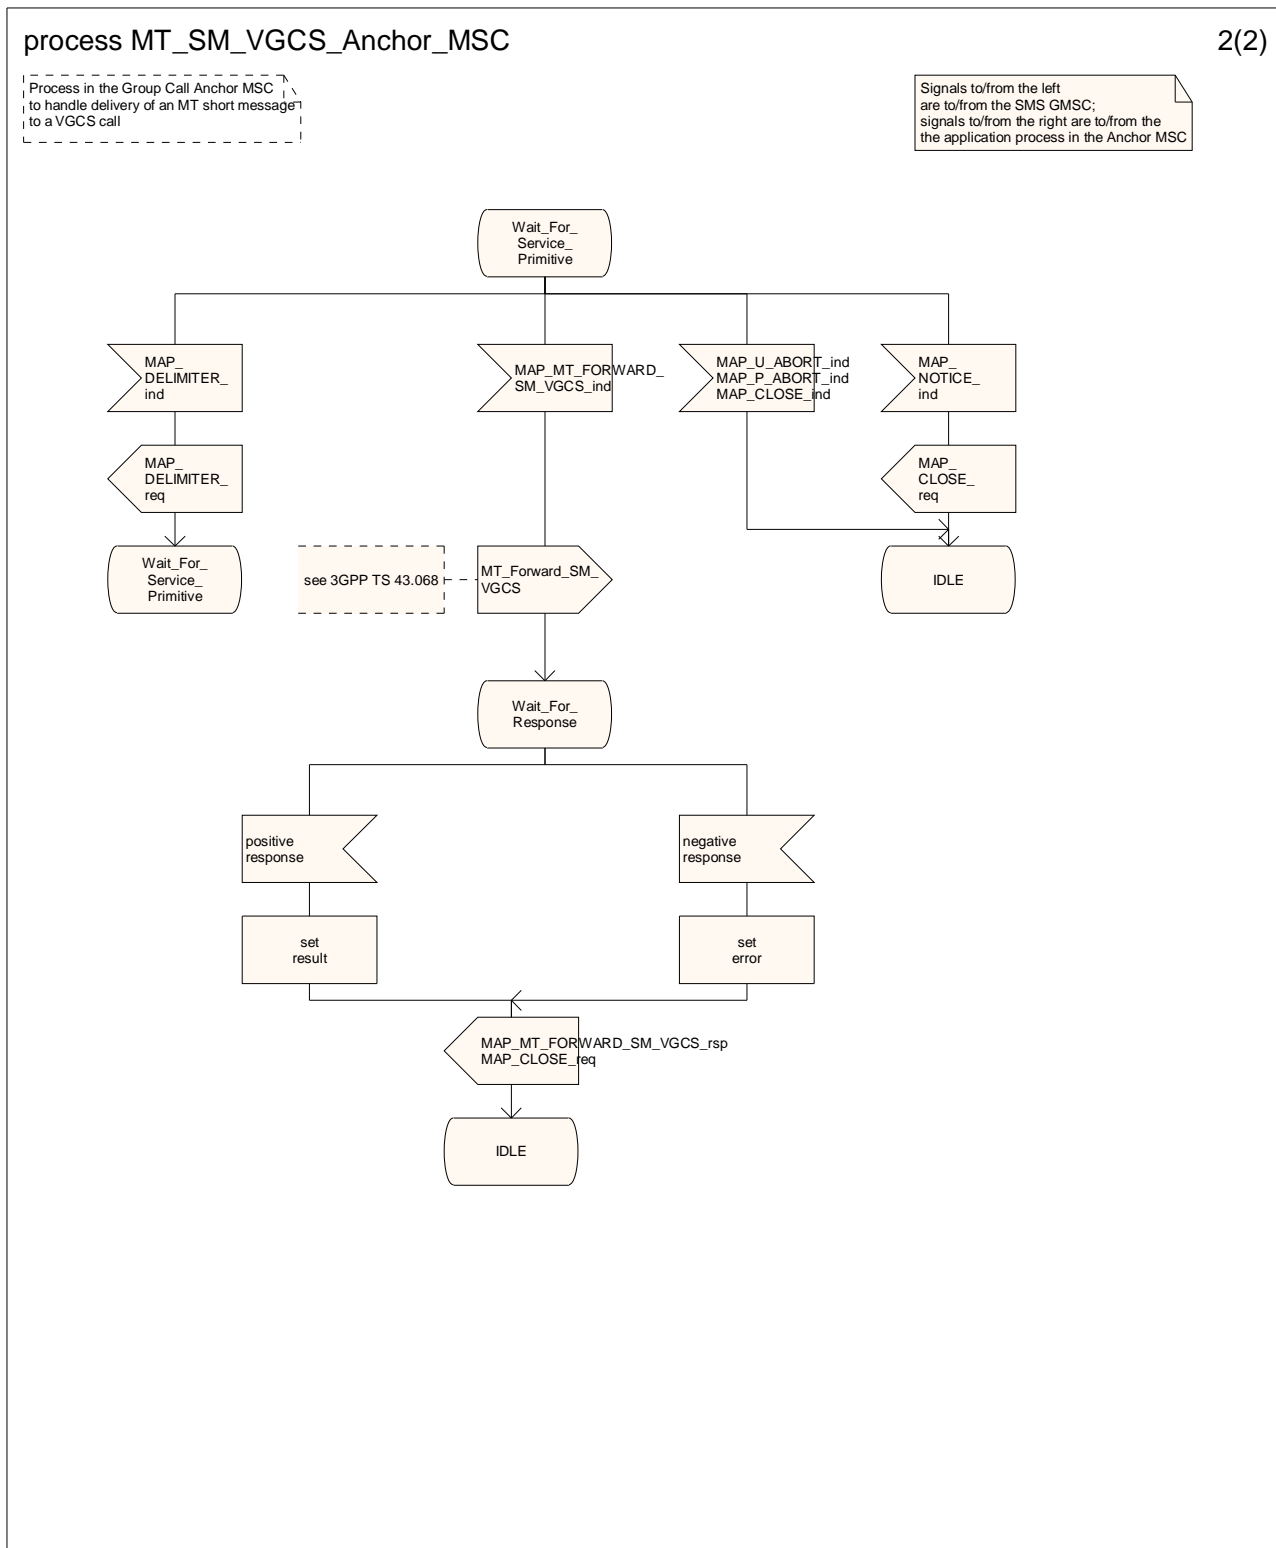 process MT_SM_VGCS_Anchor_MSC
2(2)
Process in the Group Call Anchor MSC
to handle delivery of an MT short message
to a VGCS call
Signals to/from the left
are to/from the SMS GMSC;
signals to/from the right are to/from the
the application process in the Anchor MSC
Wait_For_
Service_
Primitive
MAP_
DELIMITER_
ind
MAP_MT_FORWARD_
SM_VGCS_ind
MAP_U_ABORT_ind
MAP_P_ABORT_ind
MAP_CLOSE_ind
MAP_
NOTICE_
ind
MAP_
DELIMITER_
req
MAP_
CLOSE_
req
Wait_For_
Service_
Primitive
see 3GPP TS 43.068
MT_Forward_SM_
VGCS
IDLE
Wait_For_
Response
positive
response
negative
response
set
result
set
error
MAP_MT_FORWARD_SM_VGCS_rsp
MAP_CLOSE_req
IDLE